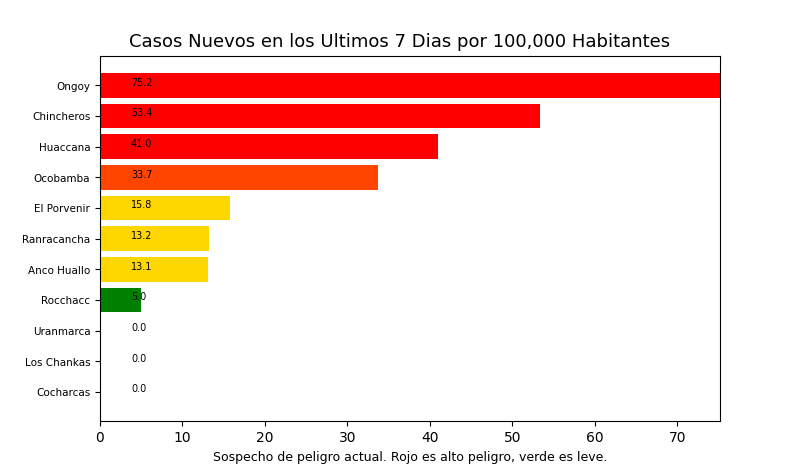 Casos Nuevos en los Ultimos 7 Dias por 100,000 Habitantes
Ongoy 75.2
Chincheros 53.4
Huaccana 41.0
Ocobamba 33.7
El Porvenir 15.8
Ranracancha 13.2
Anco Huallo 13.1
Rocchacc 5.0
Uranmarca 0.0
Los Chankas 0.0
Cocharcas 0.0
0 10 20 30 40 50 60 70
Sospecho de peligro actual. Rojo es alto peligro, verde es leve.